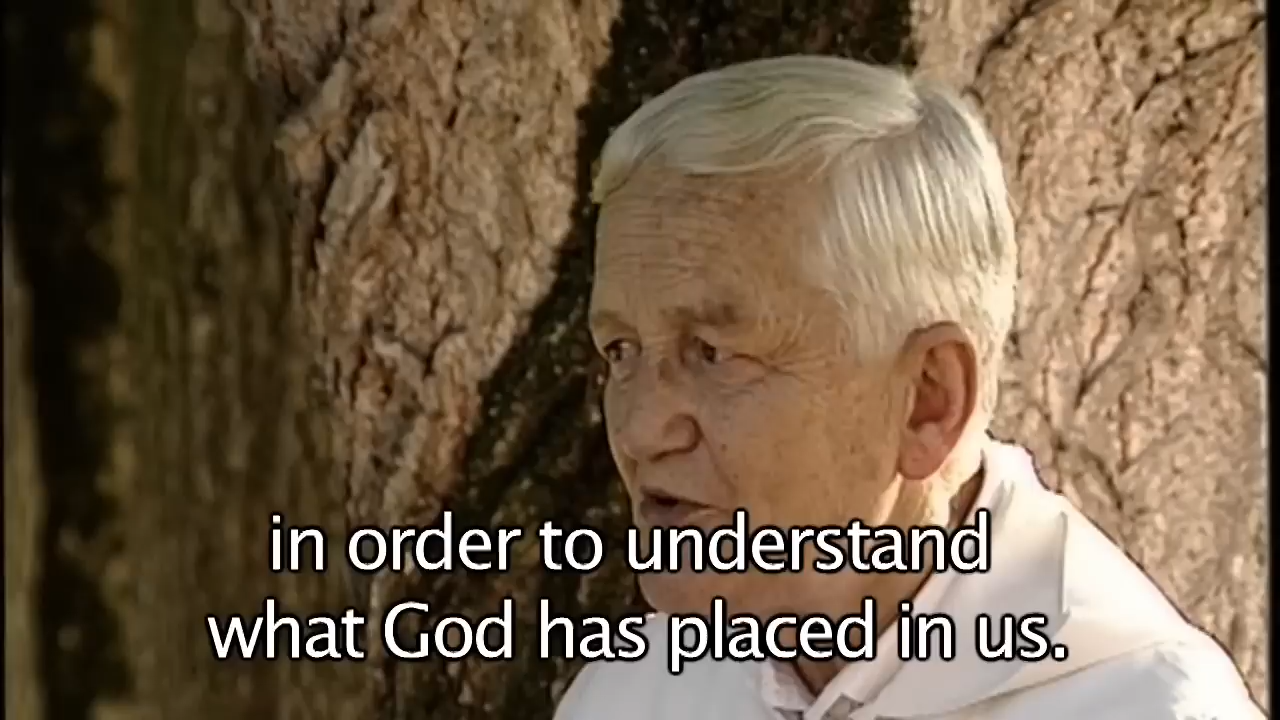 in order to understand
what God has placed in us.